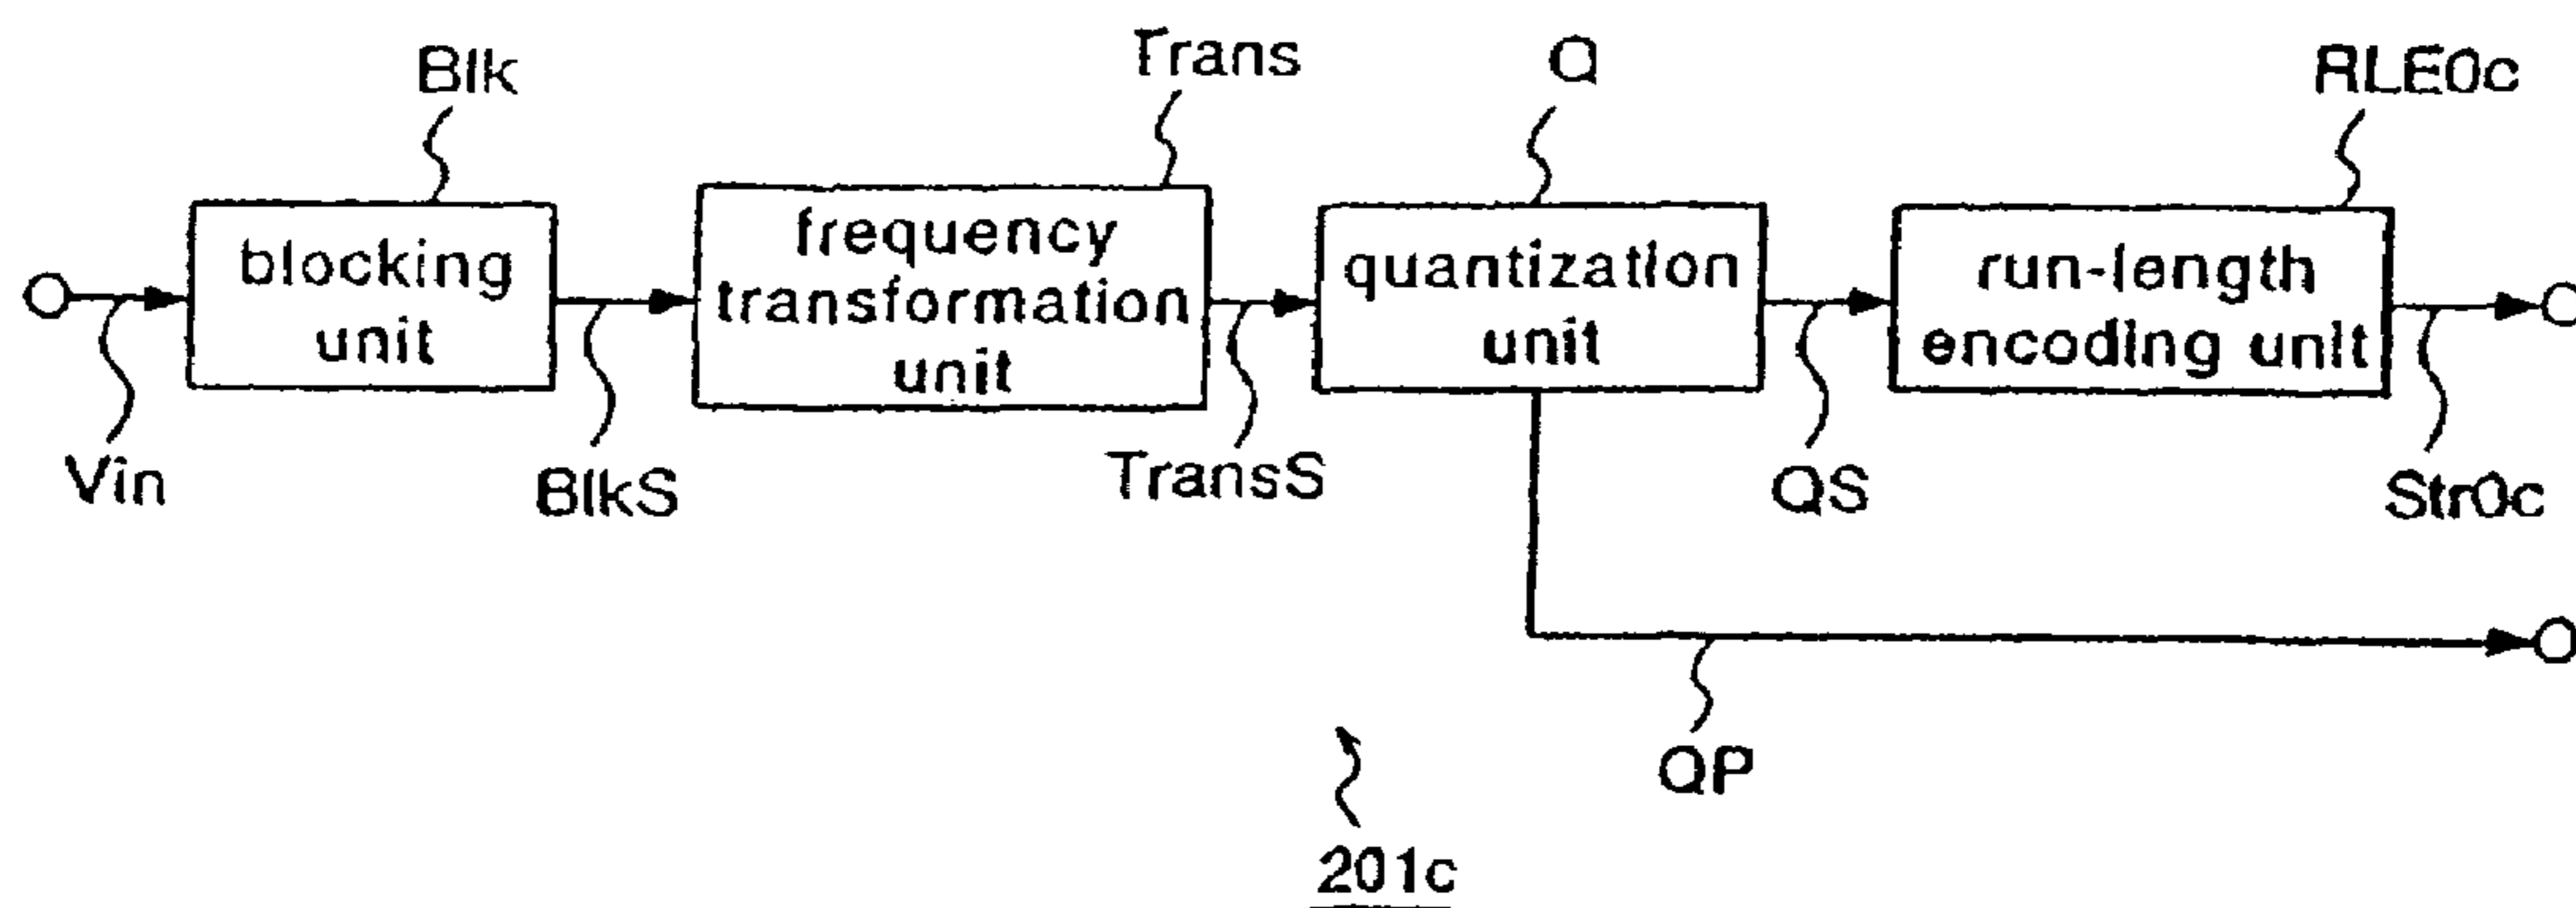 Blk
Trans
Q
RLE0c
blocking
unit
frequency
transformation
unit
quantization
unit
run-length
encoding unit
Vin
BlkS
TransS
QS
Str0c
QP
201c